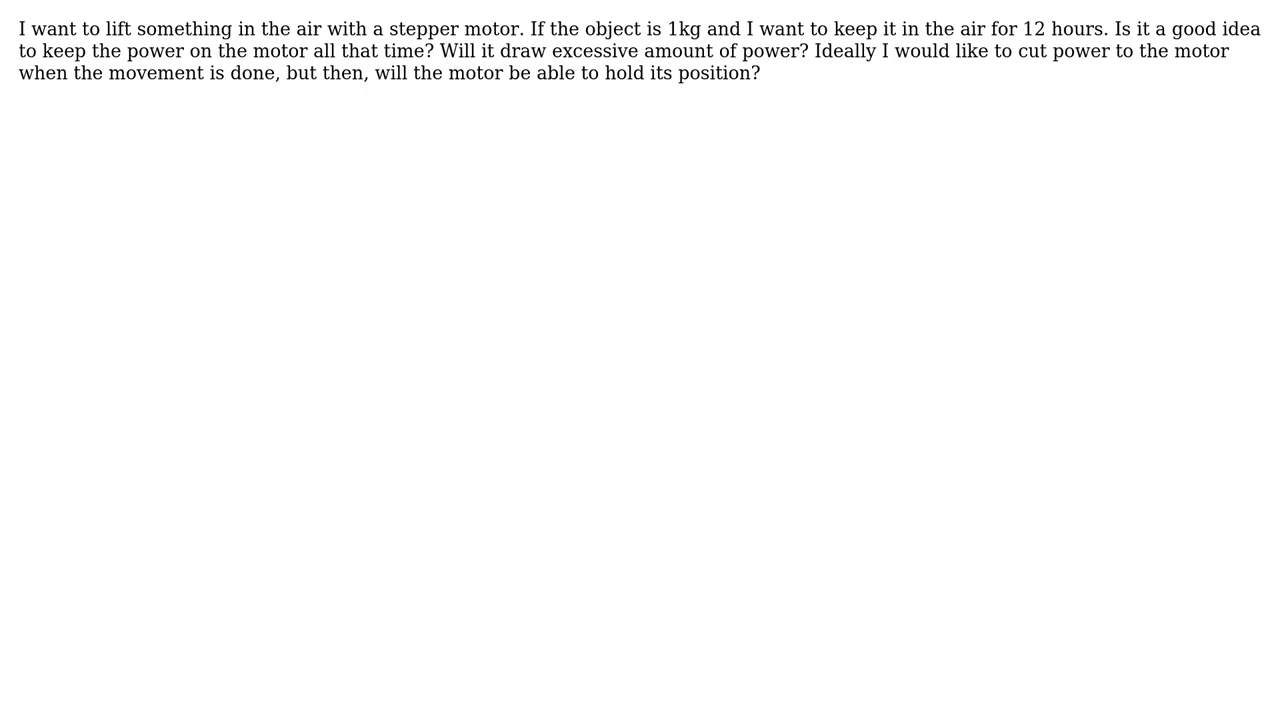 I want to lift something in the air with a stepper motor. If the object is 1kg and I want to keep it in the air for 12 hours. Is it a good idea
to keep the power on the motor all that time? Will it draw excessive amount of power? Ideally I would like to cut power to the motor
when the movement is done, but then, will the motor be able to hold its position?